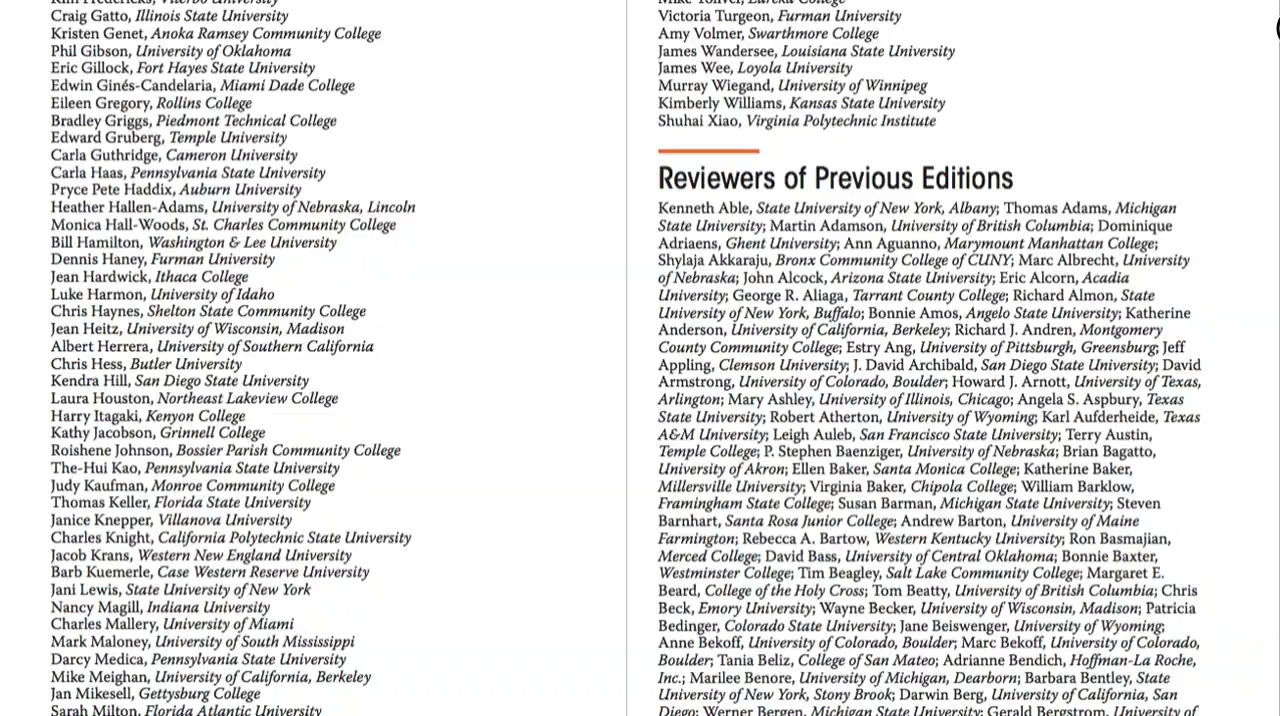 Kim Fredericks, Viterbo University
Craig Gatto, Illinois State University
Kristen Genet, Anoka Ramsey Community College
Phil Gibson, University of Oklahoma
Eric Gillock, Fort Hayes State University
Edwin Ginés-Candelaria, Miami Dade College
Eileen Gregory, Rollins College
Bradley Griggs, Piedmont Technical College
Edward Gruberg, Temple University
Carla Guthridge, Cameron University
Carla Haas, Pennsylvania State University
Pryce Pete Haddix, Auburn University
Heather Hallen-Adams, University of Nebraska, Lincoln
Monica Hall-Woods, St. Charles Community College
Bill Hamilton, Washington & Lee University
Dennis Haney, Furman University
Jean Hardwick, Ithaca College
Luke Harmon, University of Idaho
Chris Haynes, Shelton State Community College
Jean Heitz, University of Wisconsin, Madison
Albert Herrera, University of Southern California
Chris Hess, Butler University
Kendra Hill, San Diego State University
Laura Houston, Northeast Lakeview College
Harry Itagaki, Kenyon College
Kathy Jacobson, Grinnell College
Roishene Johnson, Bossier Parish Community College
The-Hui Kao, Pennsylvania State University
Judy Kaufman, Monroe Community College
Thomas Keller, Florida State University
Janice Knepper, Villanova University
Charles Knight, California Polytechnic State University
Jacob Krans, Western New England University
Barb Kuemerle, Case Western Reserve University
Jani Lewis, State University of New York
Nancy Magill, Indiana University
Charles Mallery, University of Miami
Mark Maloney, University of South Mississippi
Darcy Medica, Pennsylvania State University
Mike Meighan, University of California, Berkeley
Jan Mikesell, Gettysburg College
Sarah Milton, Florida Atlantic University
Mike Toliver, Eureka College
Victoria Turgeon, Furman University
Amy Volmer, Swarthmore College
James Wandersee, Louisiana State University
James Wee, Loyola University
Murray Wiegand, University of Winnipeg
Kimberly Williams, Kansas State University
Shuhai Xiao, Virginia Polytechnic Institute
Reviewers of Previous Editions
Kenneth Able, State University of New York, Albany; Thomas Adams, Michigan
State University; Martin Adamson, University of British Columbia; Dominique
Adriaens, Ghent University; Ann Aguanno, Marymount Manhattan College;
Shylaja Akkaraju, Bronx Community College of CUNY; Marc Albrecht, University
of Nebraska; John Alcock, Arizona State University; Eric Alcorn, Acadia
University; George R. Aliaga, Tarrant County College; Richard Almon, State
University of New York, Buffalo; Bonnie Amos, Angelo State University; Katherine
Anderson, University of California, Berkeley; Richard J. Andren, Montgomery
County Community College; Estry Ang, University of Pittsburgh, Greensburg; Jeff
Appling, Clemson University; J. David Archibald, San Diego State University; David
Armstrong, University of Colorado, Boulder; Howard J. Arnott, University of Texas,
Arlington; Mary Ashley, University of Illinois, Chicago; Angela S. Aspbury, Texas
State University; Robert Atherton, University of Wyoming; Karl Aufderheide, Texas
A&M University; Leigh Auleb, San Francisco State University; Terry Austin,
Temple College; P. Stephen Baenziger, University of Nebraska; Brian Bagatto,
University of Akron; Ellen Baker, Santa Monica College; Katherine Baker,
Millersville University; Virginia Baker, Chipola College; William Barklow,
Framingham State College; Susan Barman, Michigan State University; Steven
Barnhart, Santa Rosa Junior College; Andrew Barton, University of Maine
Farmington; Rebecca A. Bartow, Western Kentucky University; Ron Basmajian,
Merced College; David Bass, University of Central Oklahoma; Bonnie Baxter,
Westminster College; Tim Beagley, Salt Lake Community College; Margaret E.
Beard, College of the Holy Cross; Tom Beatty, University of British Columbia; Chris
Beck, Emory University; Wayne Becker, University of Wisconsin, Madison; Patricia
Bedinger, Colorado State University; Jane Beiswenger, University of Wyoming;
Anne Bekoff, University of Colorado, Boulder; Marc Bekoff, University of Colorado,
Boulder; Tania Beliz, College of San Mateo; Adrianne Bendich, Hoffman-La Roche,
Inc.; Marilee Benore, University of Michigan, Dearborn; Barbara Bentley, State
University of New York, Stony Brook; Darwin Berg, University of California, San
Diego; Werner Bergen, Michigan State University; Gerald Bergstrom, University of